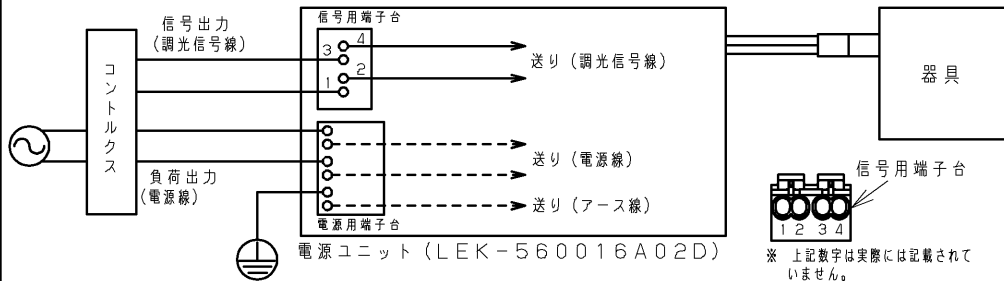 信号出力
(調光信号線)
コントルクス
負荷出力
(電源線)
信号用端子台
4
3
2
1
送り(調光信号線)
送り(電源線)
送り(アース線)
電源用端子台
電源ユニット(LEK-560016A02D)
器具
信号用端子台
1 2 3 4
※ 上記数字は実際には記載されて
いません。